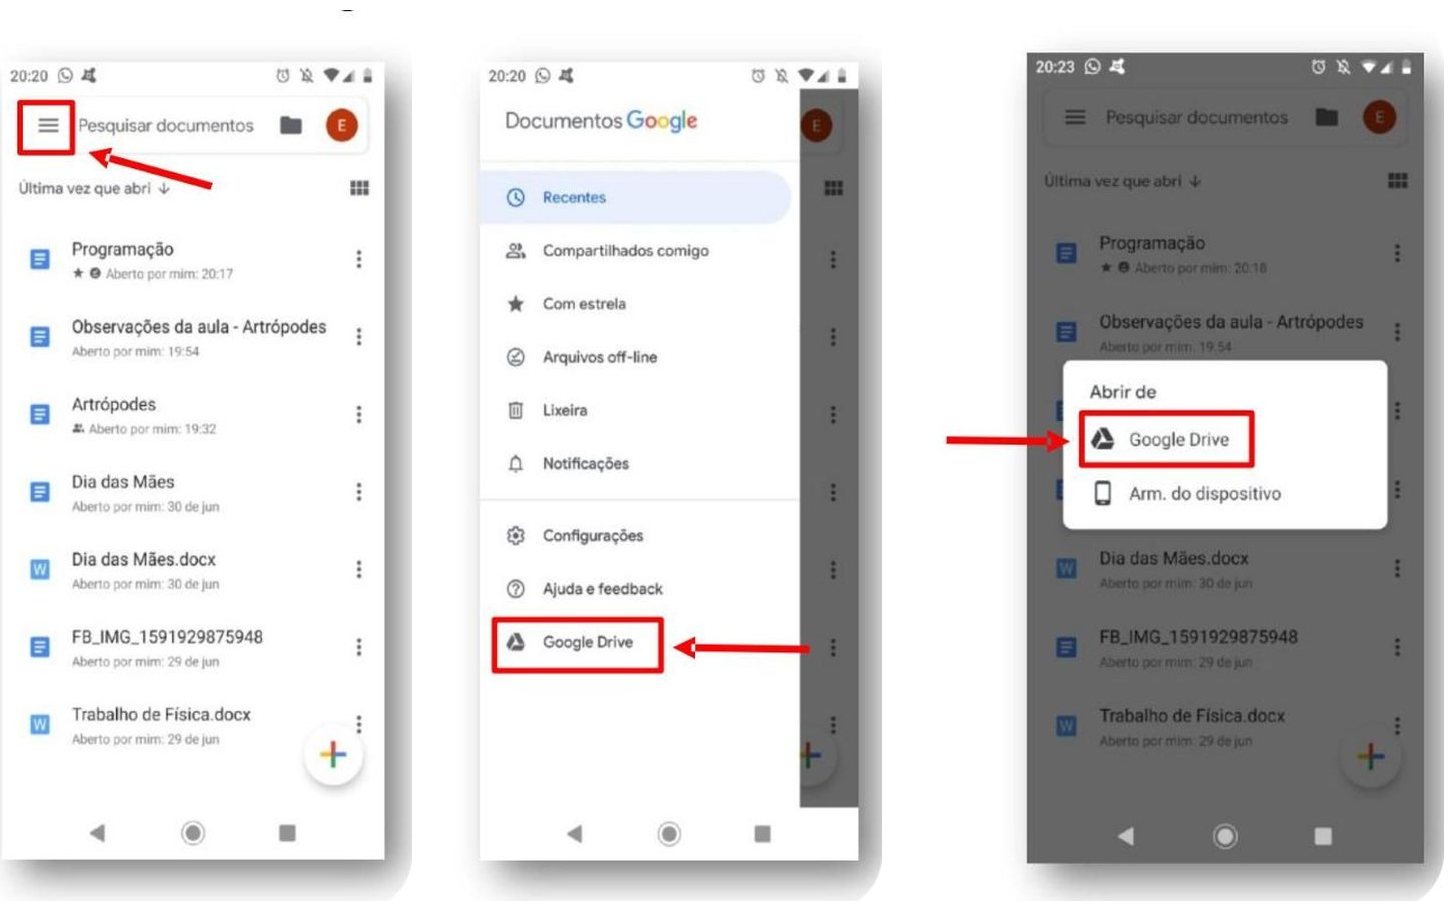 20:20
Pesquisar documentos
E
Última vez que abri
Programação
Aberto por mim: 20:17
Observações da aula - Artrópodes
Aberto por mim: 19:54
Artrópodes
Aberto por mim: 19:32
Dia das Mães
Aberto por mim: 30 de jun
W
Dia das Mães.docx
Aberto por mim: 30 de jun
FB_IMG_1591929875948
Aberto por mim: 29 de jun
W
Trabalho de Física.docx
Aberto por mim: 29 de jun
20:20
Documentos Google
E
Recentes
Compartilhados comigo
Com estrela
Arquivos off-line
Lixeira
Notificações
Configurações
Ajuda e feedback
Google Drive
20:23
Pesquisar documentos
E
Última vez que abri
Programação
Aberto por mim: 20:18
Observações da aula - Artrópodes
Aberto por mim: 19:54
Abrir de
Google Drive
Arm. do dispositivo
W
Dia das Mães.docx
Aberto por mim: 30 de jun
FB_IMG_1591929875948
Aberto por mim: 29 de jun
W
Trabalho de Física.docx
Aberto por mim: 29 de jun